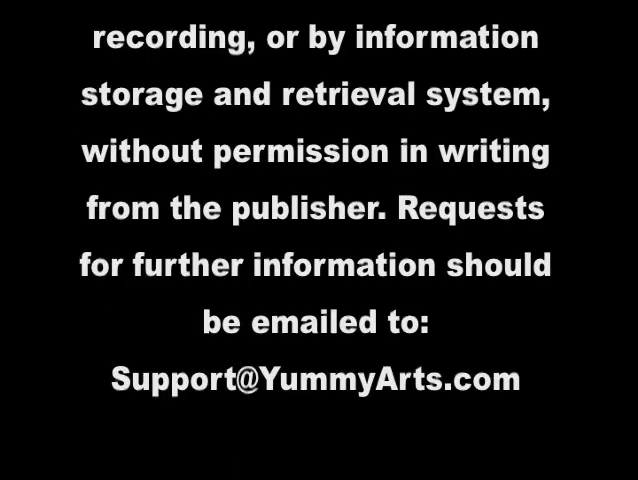 recording, or by information
storage and retrieval system,
without permission in writing
from the publisher. Requests
for further information should
be emailed to:
Support@YummyArts.com